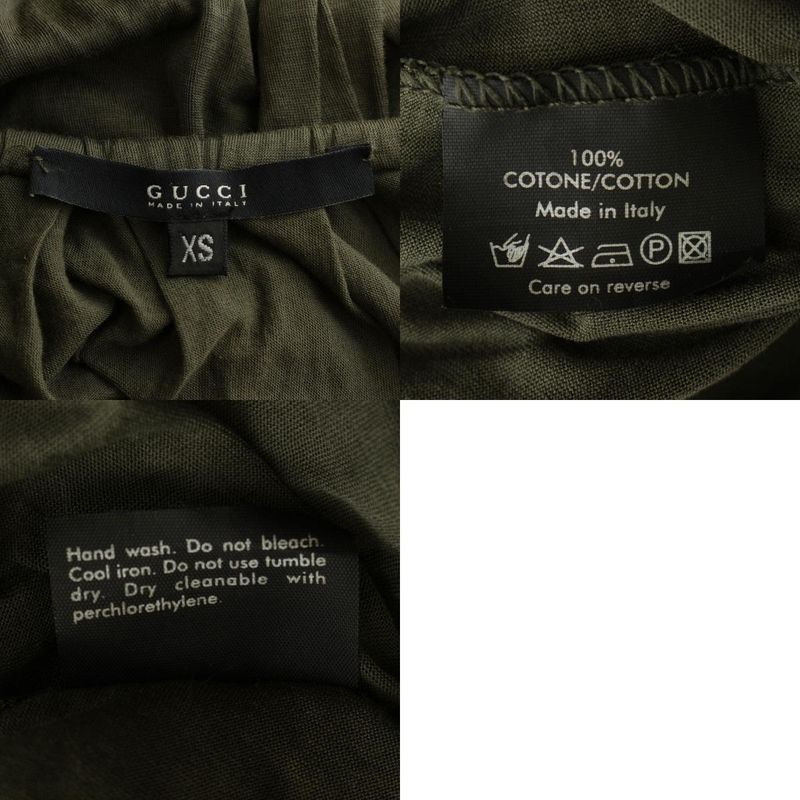 GUCCI
MADE IN ITALY
XS
100%
COTONE/COTTON
Made in Italy
P
Care on reverse
Hand wash. Do not bleach.
Cool iron. Do not use tumble
dry. Dry cleanable with
perchlorethylene.